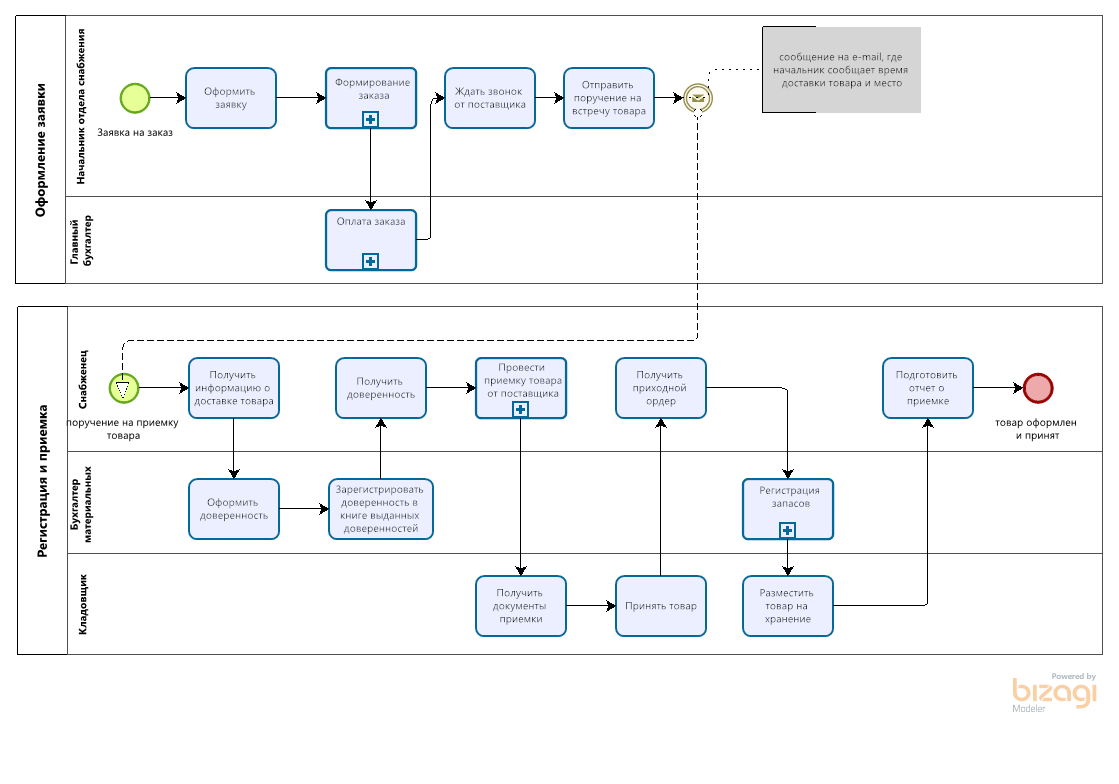 Оформление заявки
Начальник отдела снабжения
Заявка на заказ
Оформить
заявку
Формирование
заказа
Ждать звонок
от поставщика
Отправить
поручение на
встречу товара
сообщение на e-mail, где
начальник сообщает время
доставки товара и место
Главный
бухгалтер
Оплата заказа
Регистрация и приемка
Снабженец
поручение на приемку
товара
Получить
информацию о
доставке товара
Получить
доверенность
Провести
приемку товара
от поставщика
Получить
приходной
ордер
Подготовить
отчет о
приемке
товар оформлен
и принят
Бухгалтер
материальных
Оформить
доверенность
Зарегистрировать
доверенность в
книге выданных
доверенностей
Регистрация
запасов
Кладовщик
Получить
документы
приемки
Принять товар
Разместить
товар на
хранение
Powered by
bizagi
Modeler